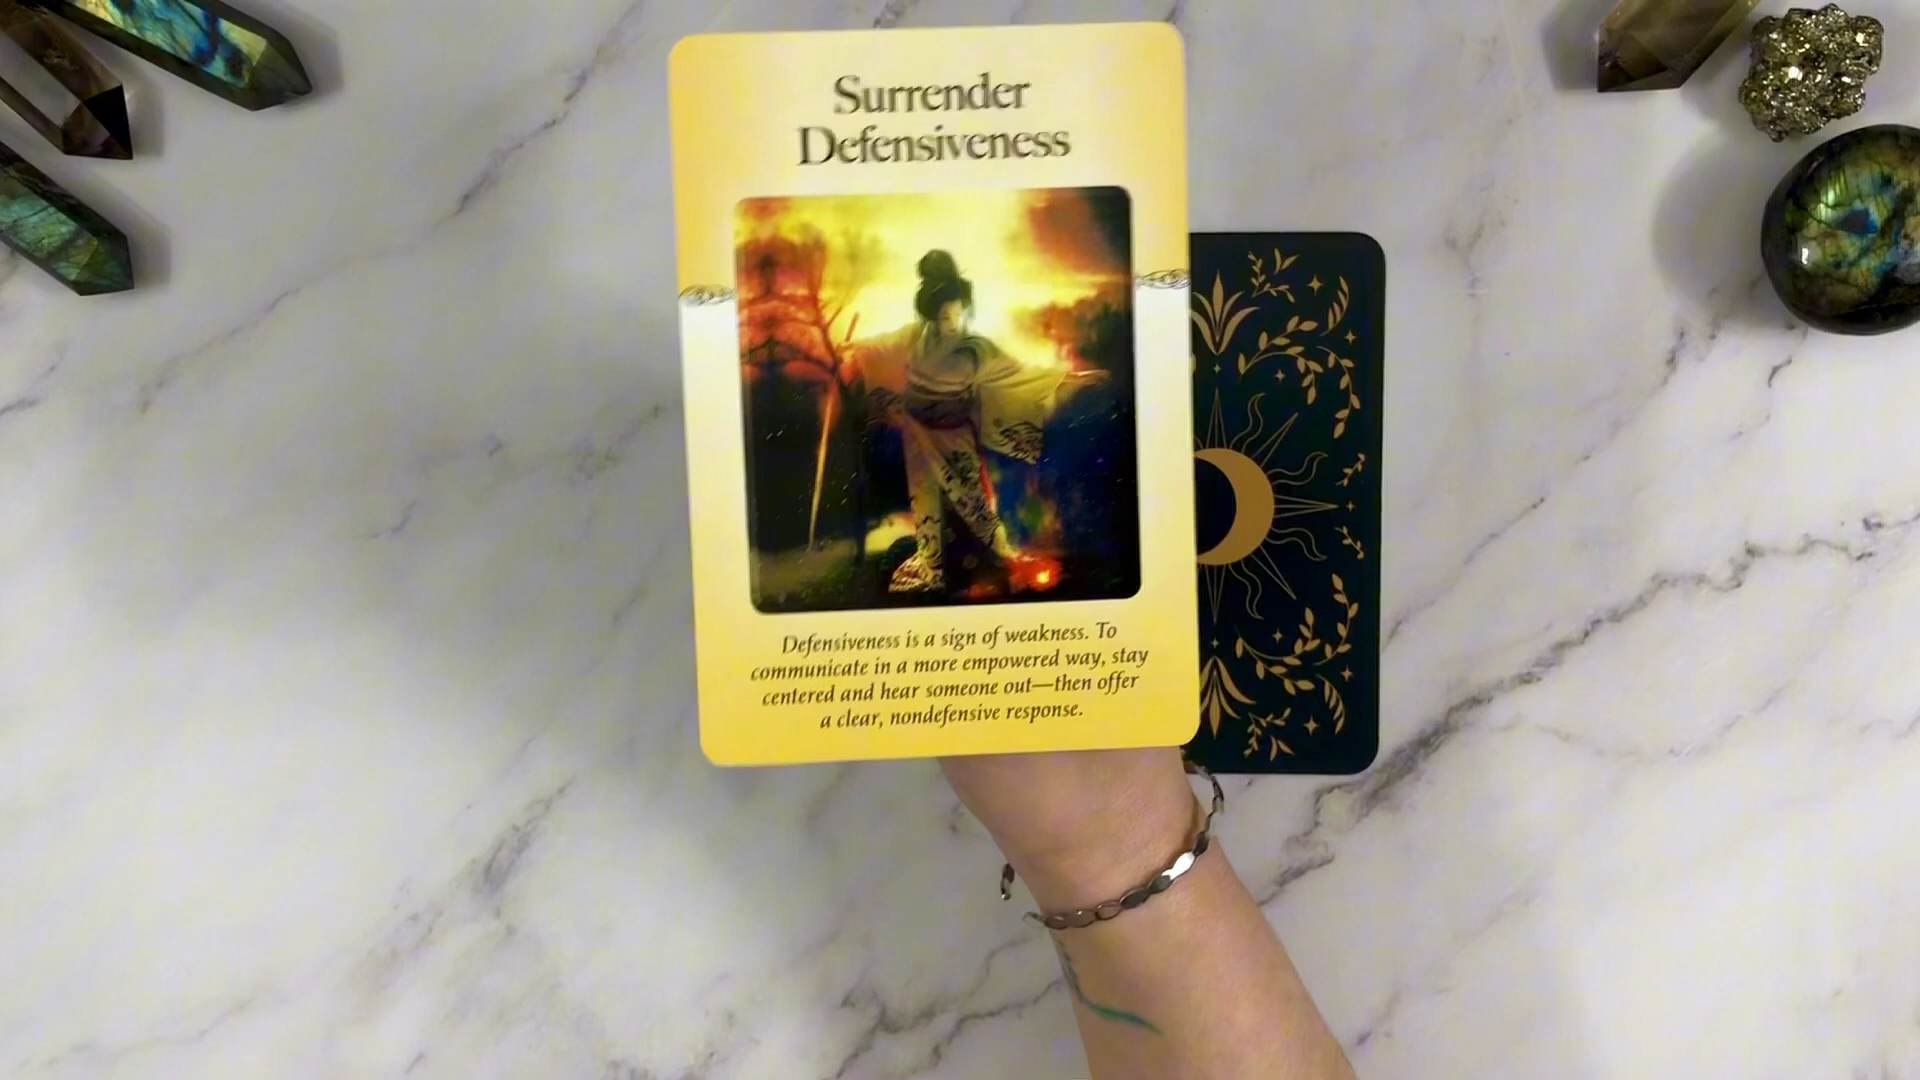 Surrender
Defensiveness
Defensiveness is a sign of weakness. To
communicate in a more empowered way, stay
centered and hear someone out—then offer
a clear, nondefensive response.